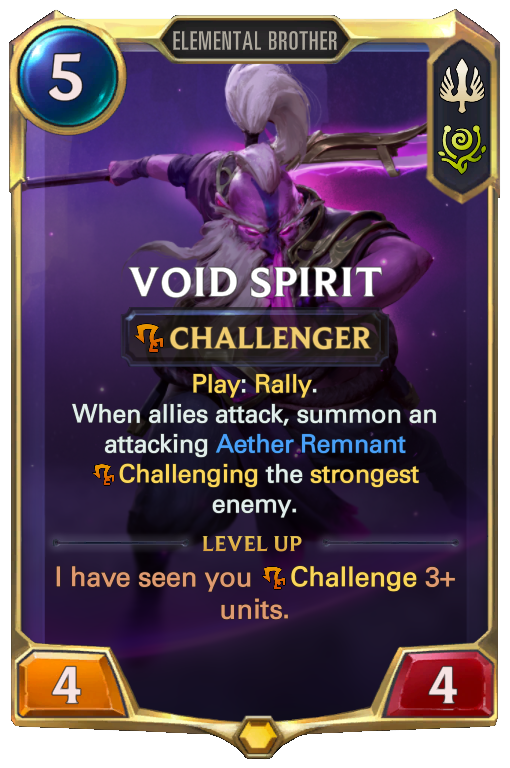 ELEMENTAL BROTHER
5
VOID SPIRIT
CHALLENGER
Play: Rally.
When allies attack, summon an
attacking Aether Remnant
Challenging the strongest
enemy.
LEVEL UP
I have seen you Challenge 3+
units.
4
4